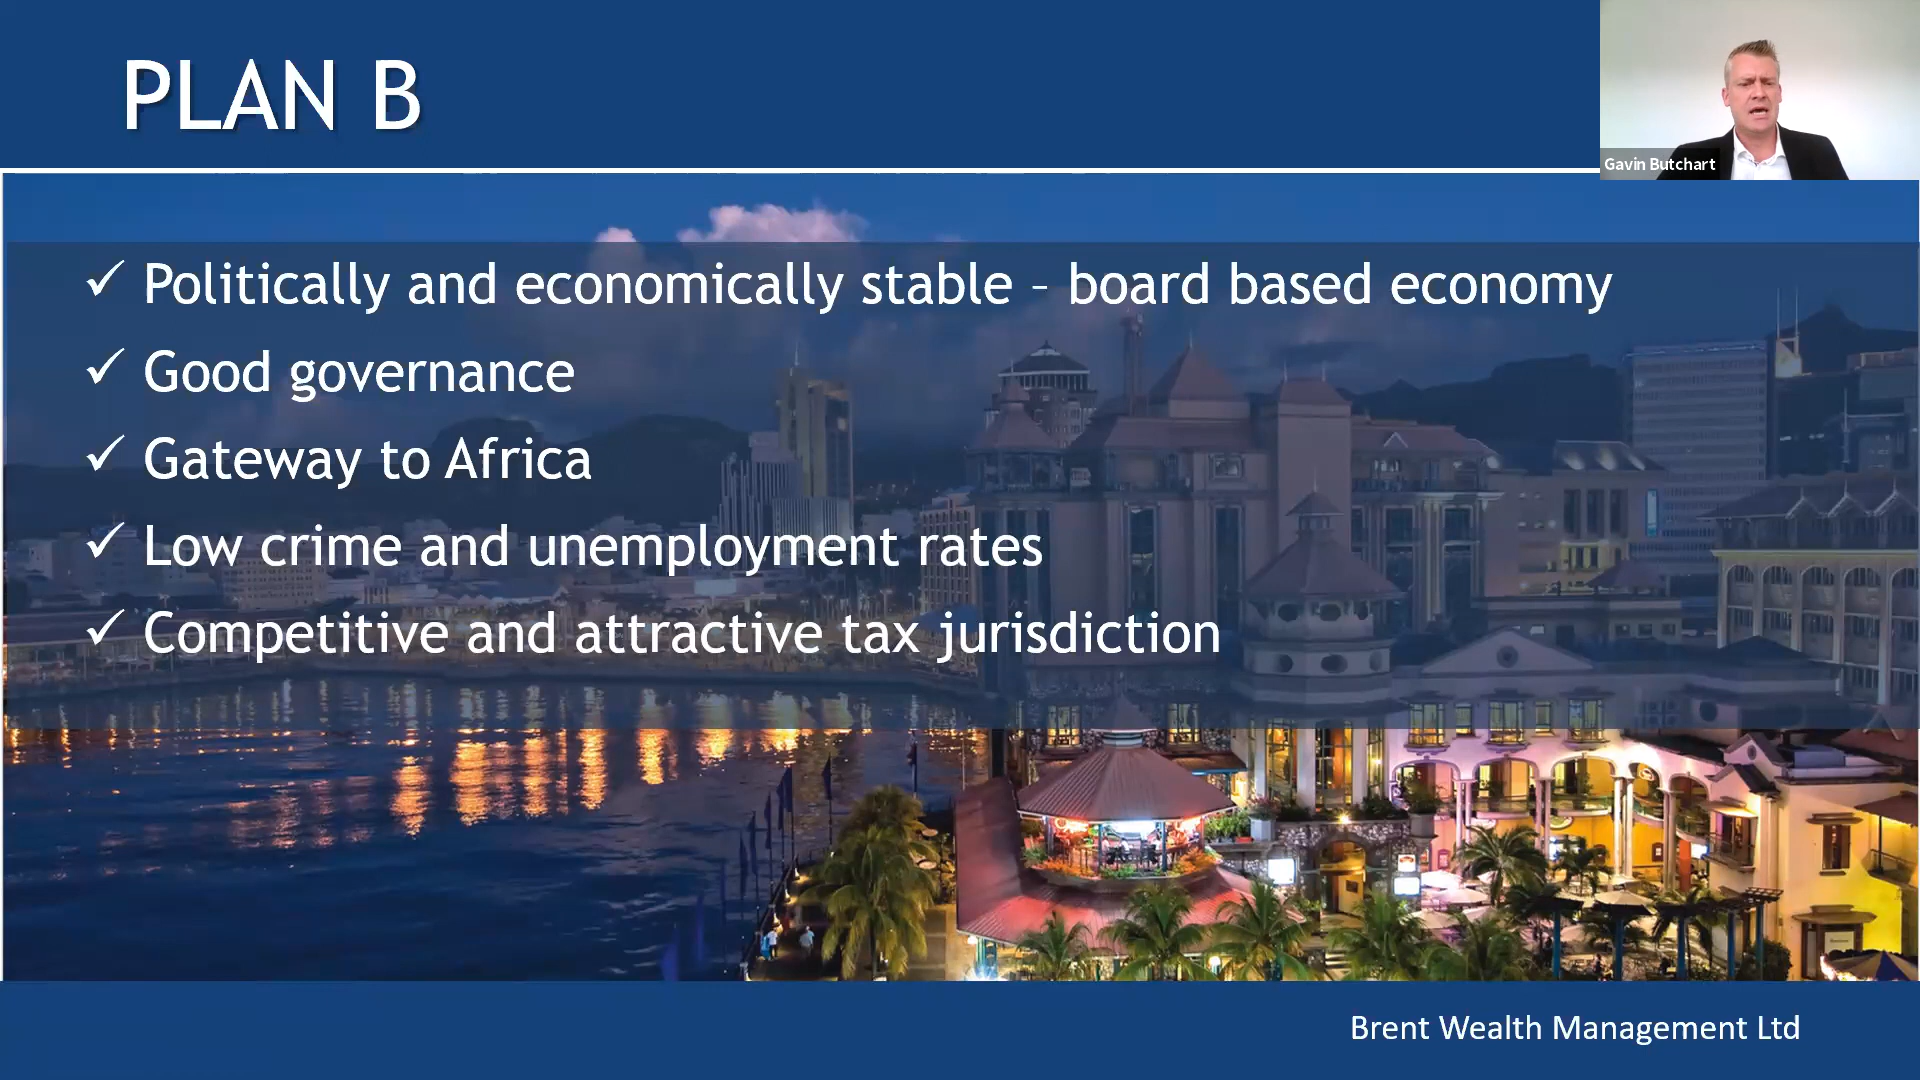 PLAN B
Gavin Butchart
✓ Politically and economically stable – board based economy
✓ Good governance
✓ Gateway to Africa
✓ Low crime and unemployment rates
✓ Competitive and attractive tax jurisdiction
Brent Wealth Management Ltd